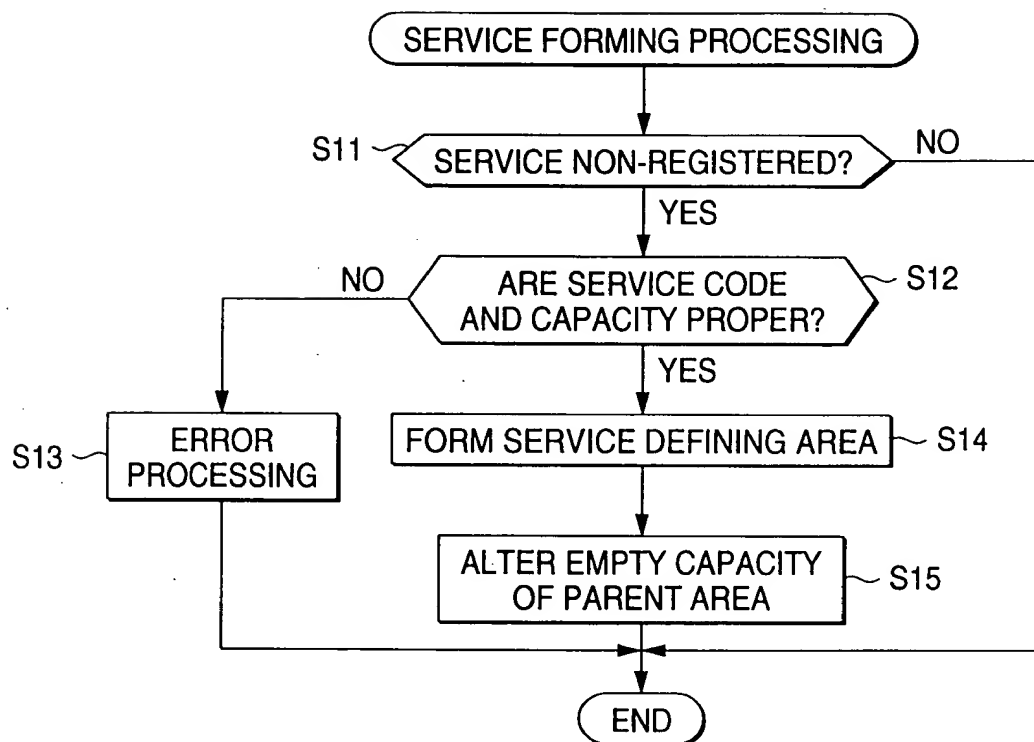 SERVICE FORMING PROCESSING
S11
SERVICE NON-REGISTERED?
NO
YES
NO
ARE SERVICE CODE
AND CAPACITY PROPER?
S12
YES
S13
ERROR
PROCESSING
FORM SERVICE DEFINING AREA
S14
ALTER EMPTY CAPACITY
OF PARENT AREA
S15
END